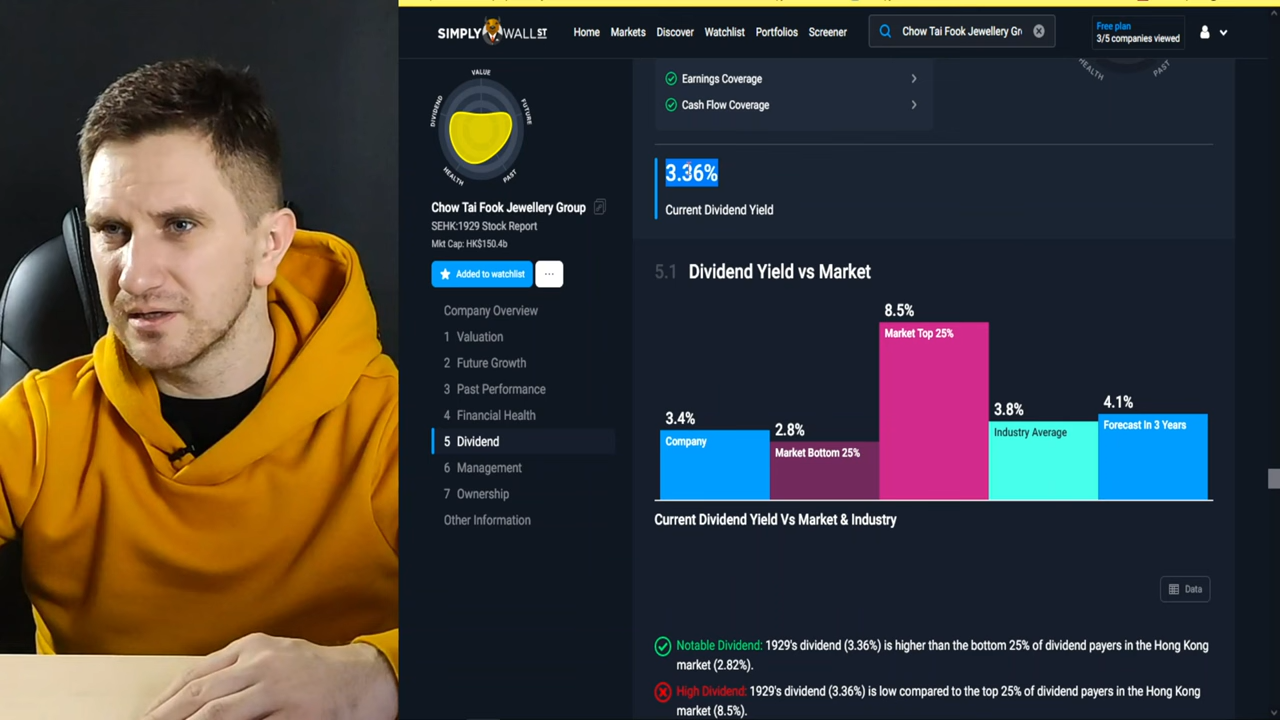 SIMPLY WALL ST
Home Markets Discover Watchlist Portfolios Screener
Chow Tai Fook Jewellery Gr
Free plan
3/5 companies viewed
VALUE
FUTURE
PAST
HEALTH
DIVIDEND
Chow Tai Fook Jewellery Group
SEHK:1929 Stock Report
Mkt Cap: HK$150.4b
Added to watchlist ...
Company Overview
1 Valuation
2 Future Growth
3 Past Performance
4 Financial Health
5 Dividend
6 Management
7 Ownership
Other Information
HEALTH
PAST
Earnings Coverage
Cash Flow Coverage
3.36%
Current Dividend Yield
5.1 Dividend Yield vs Market
3.4%
Company
2.8%
Market Bottom 25%
8.5%
Market Top 25%
3.8%
Industry Average
4.1%
Forecast In 3 Years
Current Dividend Yield Vs Market & Industry
Data
Notable Dividend: 1929's dividend (3.36%) is higher than the bottom 25% of dividend payers in the Hong Kong
market (2.82%).
High Dividend: 1929's dividend (3.36%) is low compared to the top 25% of dividend payers in the Hong Kong
market (8.5%).